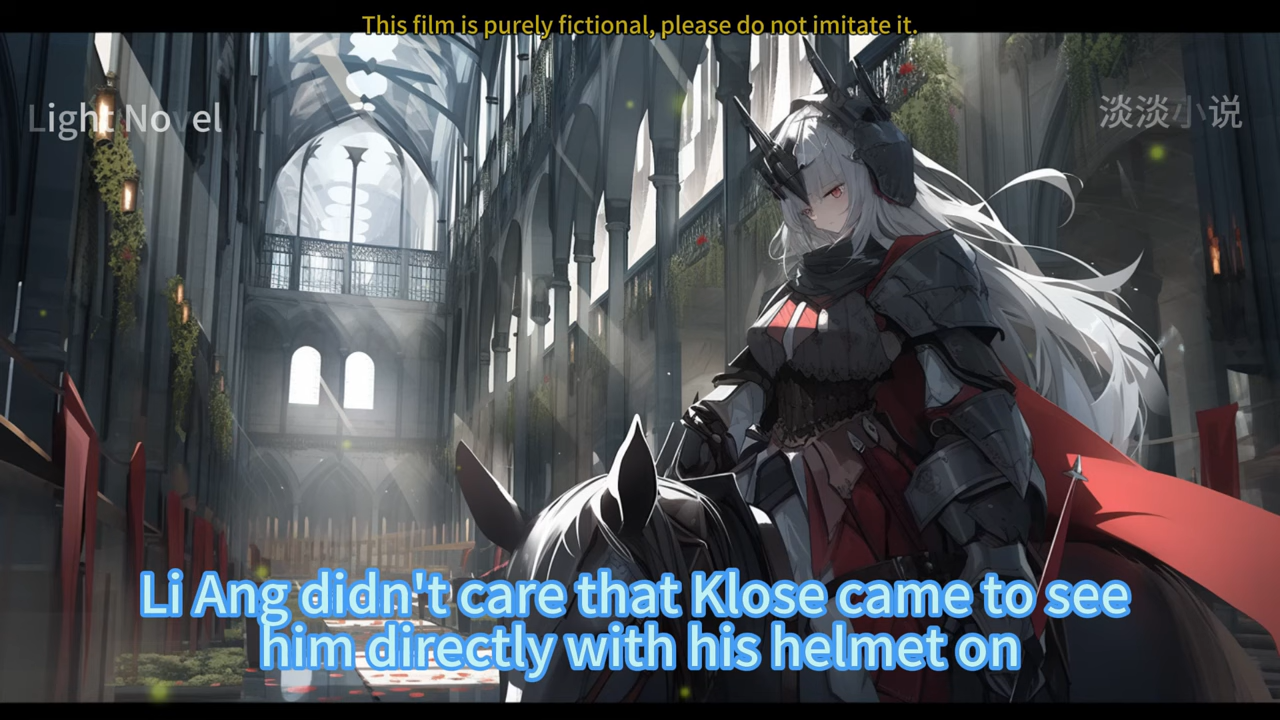 This film is purely fictional, please do not imitate it.
Light Novel
淡淡小说
Li Ang didn't care that Klose came to see
him directly with his helmet on